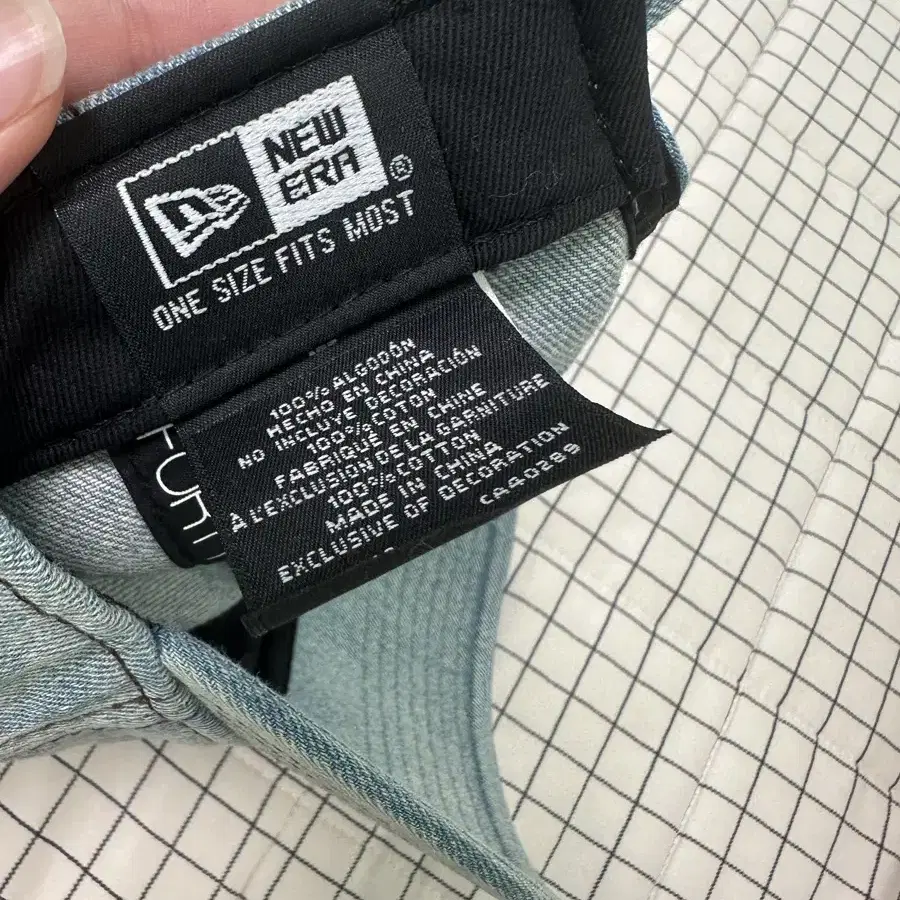 NEW
ERA®
ONE SIZE FITS MOST
100% ALGODÓN
HECHO EN CHINA
NO INCLUYE DECORACIÓN
100% COTON
FABRIQUÉ EN CHINE
À L'EXCLUSION DE LA GARNITURE
100% COTTON
MADE IN CHINA
EXCLUSIVE OF DECORATION
CA40299